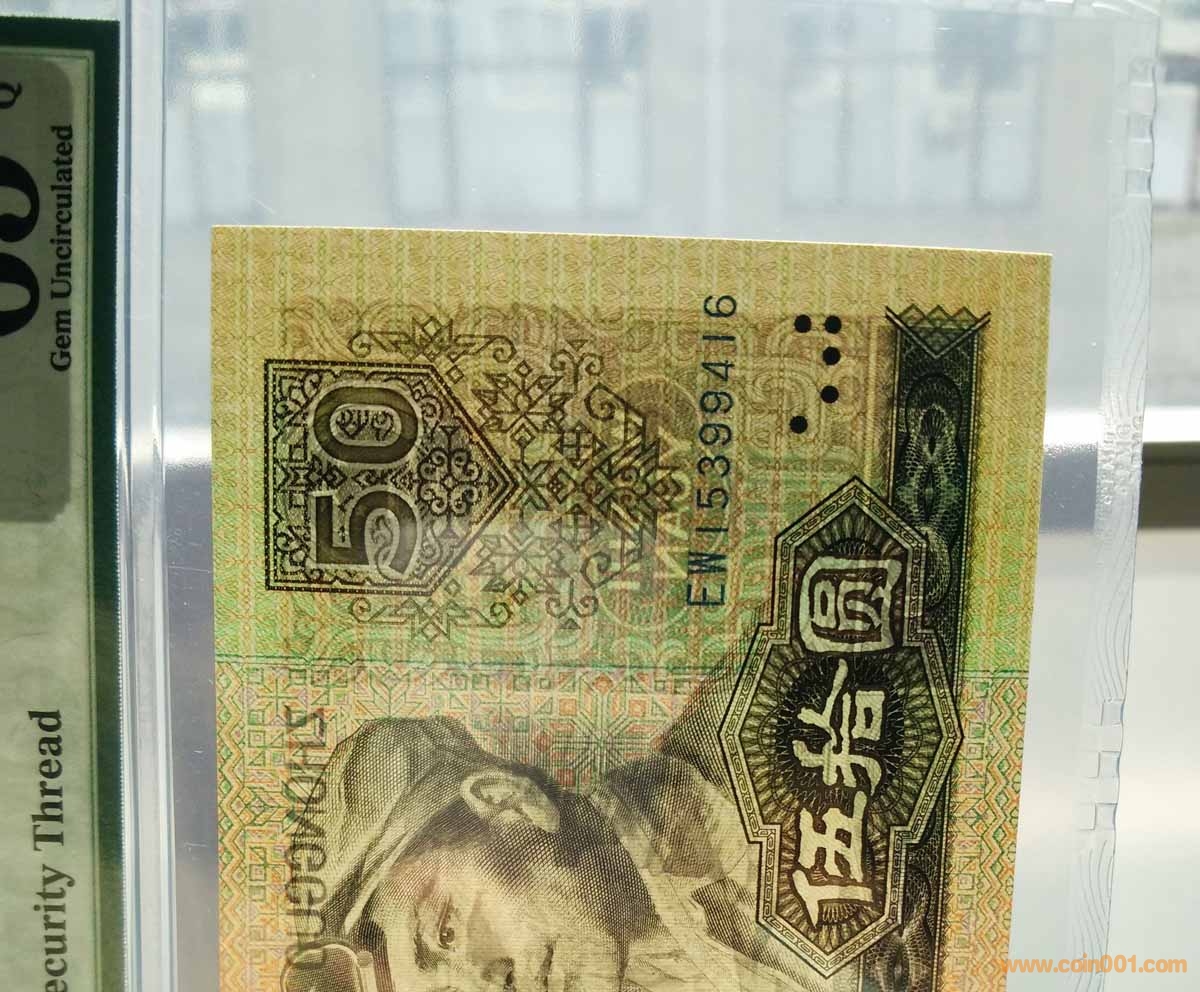 Q
Gem Uncirculated
ecurity Thread
50
EW15399416
伍拾圆
www.coin001.com